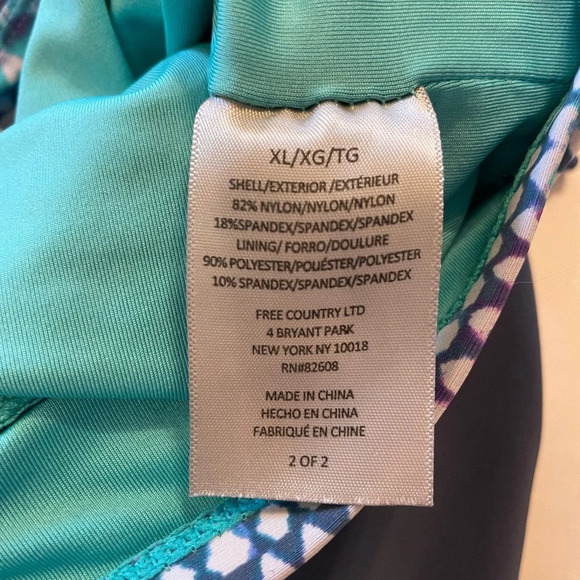 XL/XG/TG
SHELL/EXTERIOR /EXTÉRIEUR
82% NYLON/NYLON/NYLON
18%SPANDEX/SPANDEX/SPANDEX
LINING/ FORRO/DOULURE
90% POLYESTER/POLIÉSTER/POLYESTER
10% SPANDEX/SPANDEX/SPANDEX
FREE COUNTRY LTD
4 BRYANT PARK
NEW YORK NY 10018
RN#82608
MADE IN CHINA
HECHO EN CHINA
FABRIQUÉ EN CHINE
2 OF 2